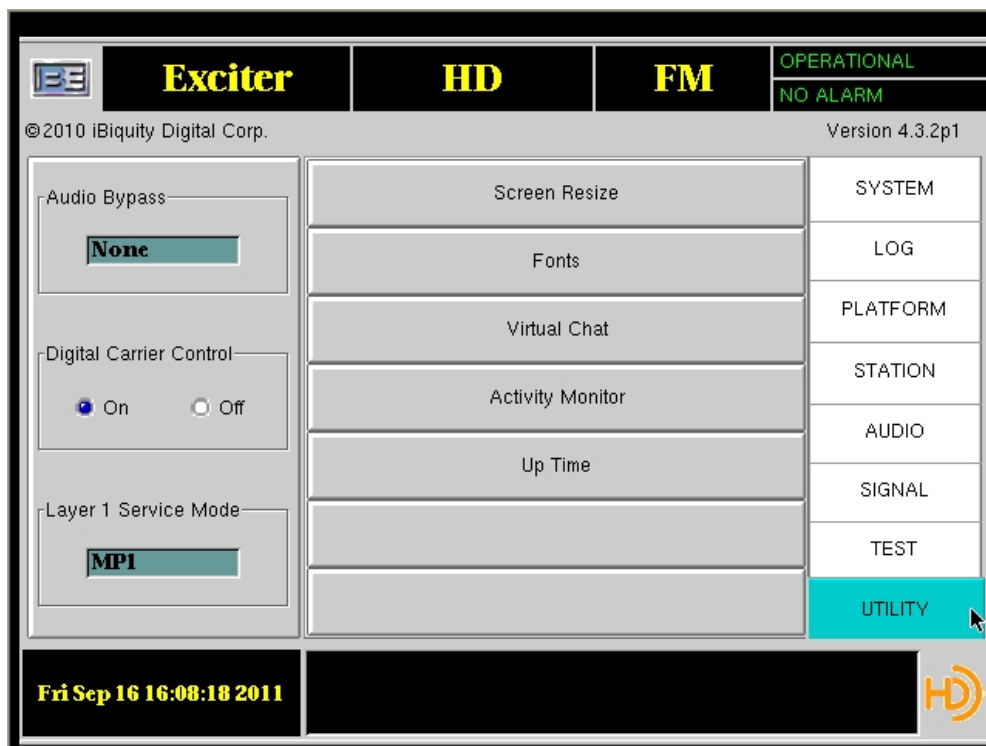 IBE
Exciter
HD
FM
OPERATIONAL
NO ALARM
©2010 iBiquity Digital Corp.
Version 4.3.2p1
Audio Bypass
None
Digital Carrier Control
On
Off
Layer 1 Service Mode
MP1
Screen Resize
Fonts
Virtual Chat
Activity Monitor
Up Time
SYSTEM
LOG
PLATFORM
STATION
AUDIO
SIGNAL
TEST
UTILITY
Fri Sep 16 16:08:18 2011
HD